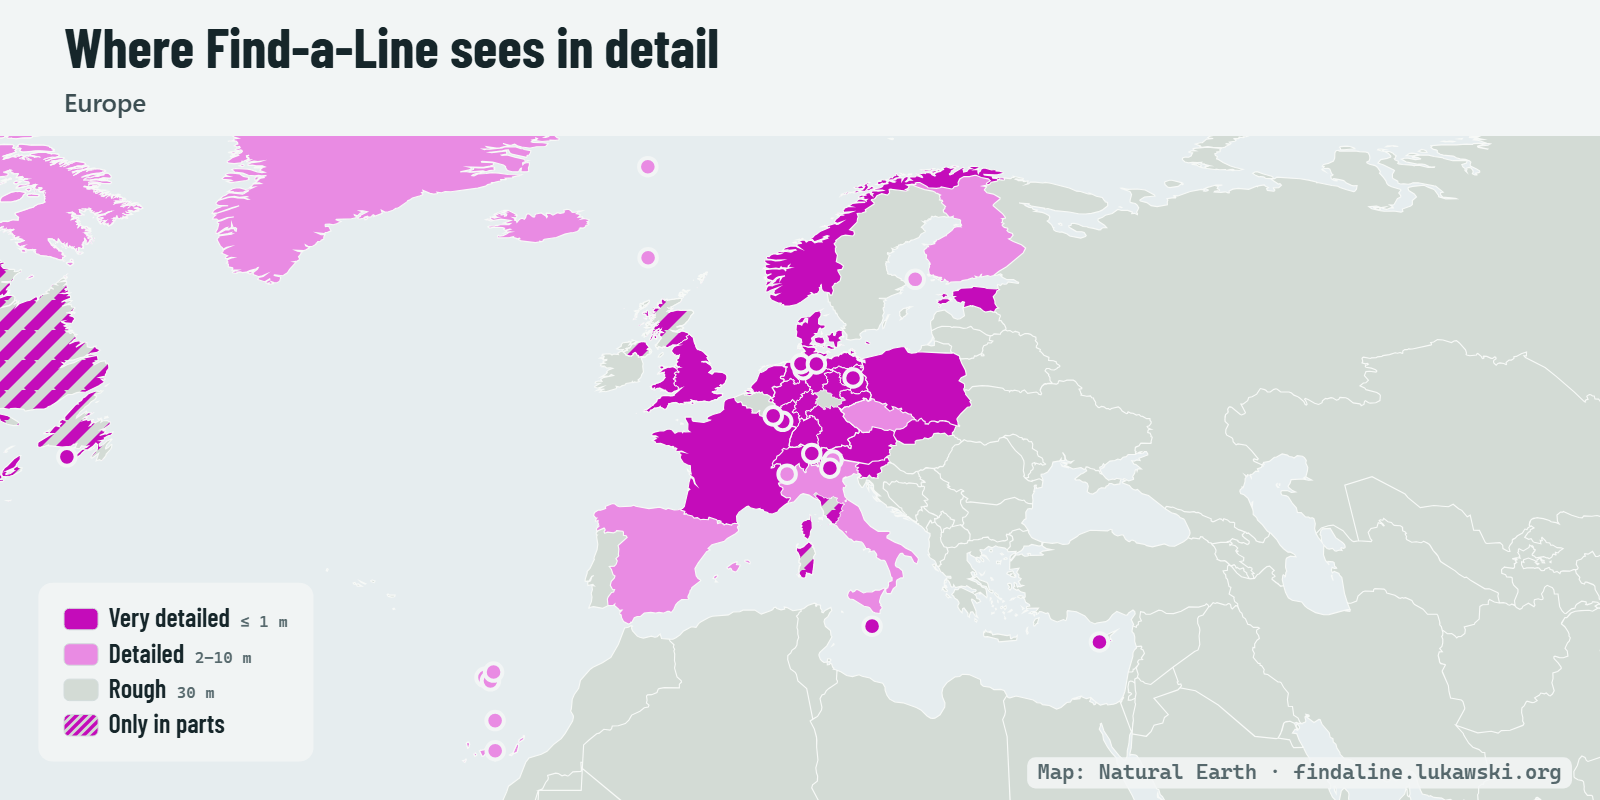 Where Find-a-Line sees in detail
Europe
Very detailed ≤ 1 m
Detailed 2–10 m
Rough 30 m
Only in parts
Map: Natural Earth · findaline.lukawski.org